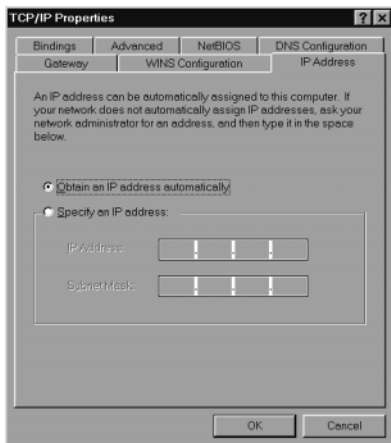 TCP/IP Properties
Bindings Advanced NetBIOS DNS Configuration
Gateway WINS Configuration IP Address
An IP address can be automatically assigned to this computer. If
your network does not automatically assign IP addresses, ask your
network administrator for an address, and then type it in the space
below.
Obtain an IP address automatically
Specify an IP address:
IP Address:
Subnet Mask:
OK Cancel